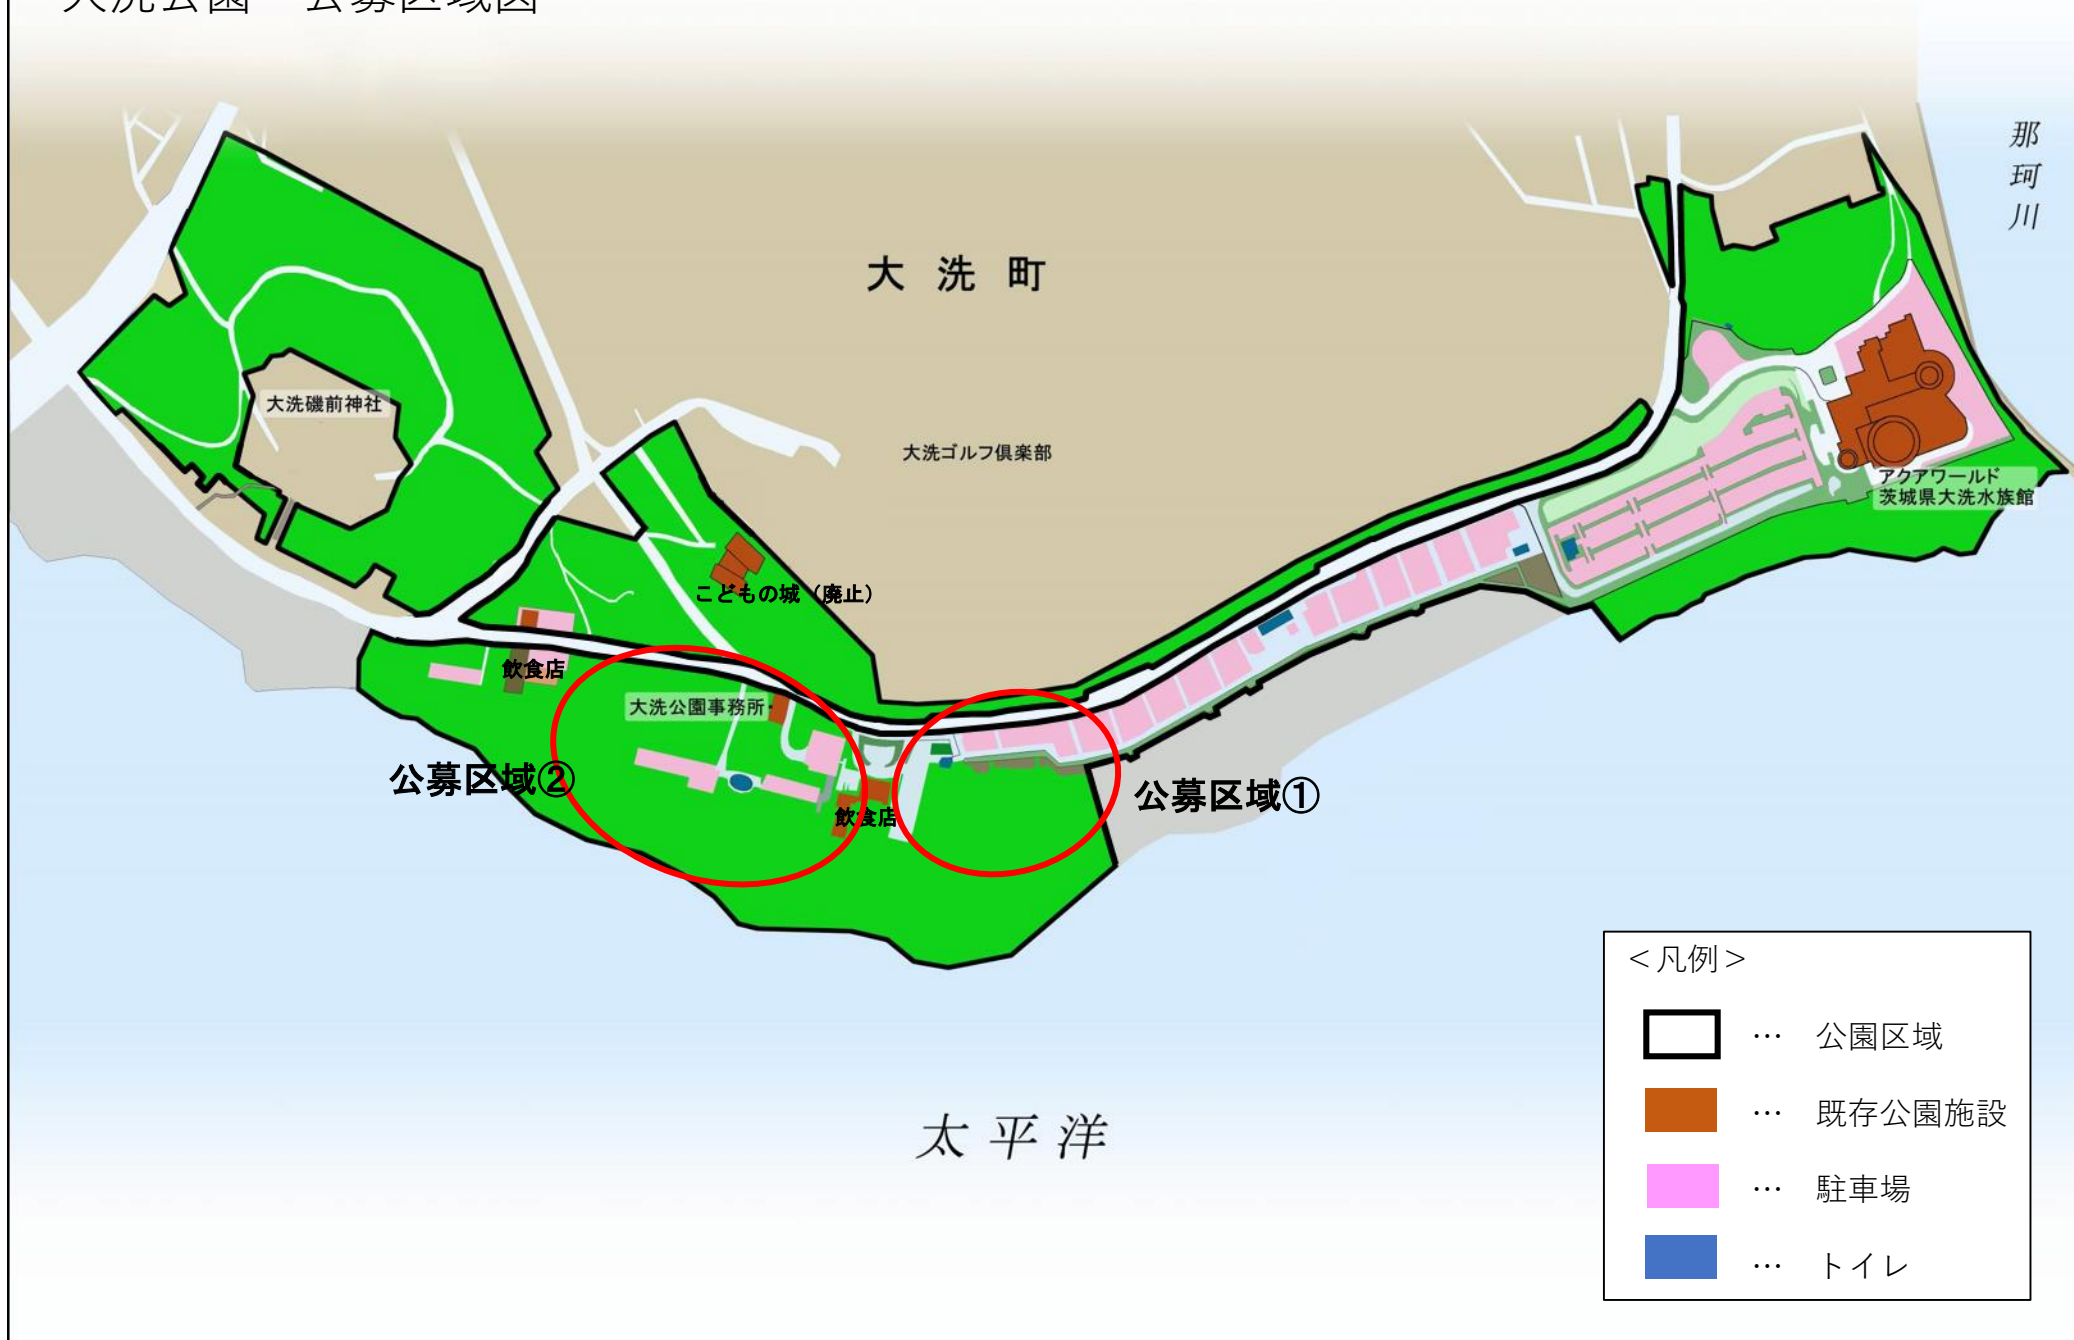 大洗公園 公募区域図
那珂川
大洗町
大洗磯前神社
大洗ゴルフ倶楽部
アクアワールド
茨城県大洗水族館
こどもの城（廃止）
飲食店
大洗公園事務所
公募区域②
公募区域①
飲食店
＜凡例＞
… 公園区域
… 既存公園施設
… 駐車場
… トイレ
太平洋